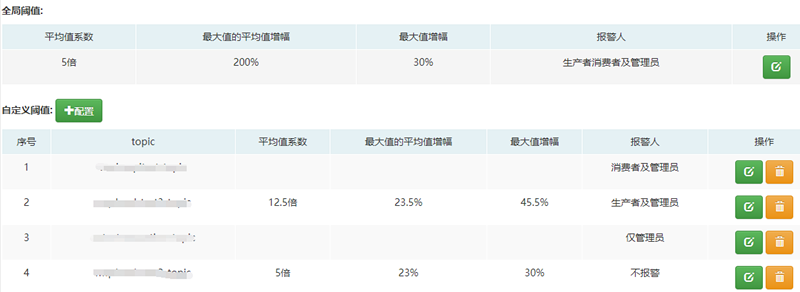 全局阈值:
平均值系数 最大值的平均值增幅 最大值增幅 报警人 操作
5倍 200% 30% 生产者消费者及管理员
自定义阈值: 配置
序号 topic 平均值系数 最大值的平均值增幅 最大值增幅 报警人 操作
1 消费者及管理员
2 12.5倍 23.5% 45.5% 生产者及管理员
3 仅管理员
4 5倍 23% 30% 不报警